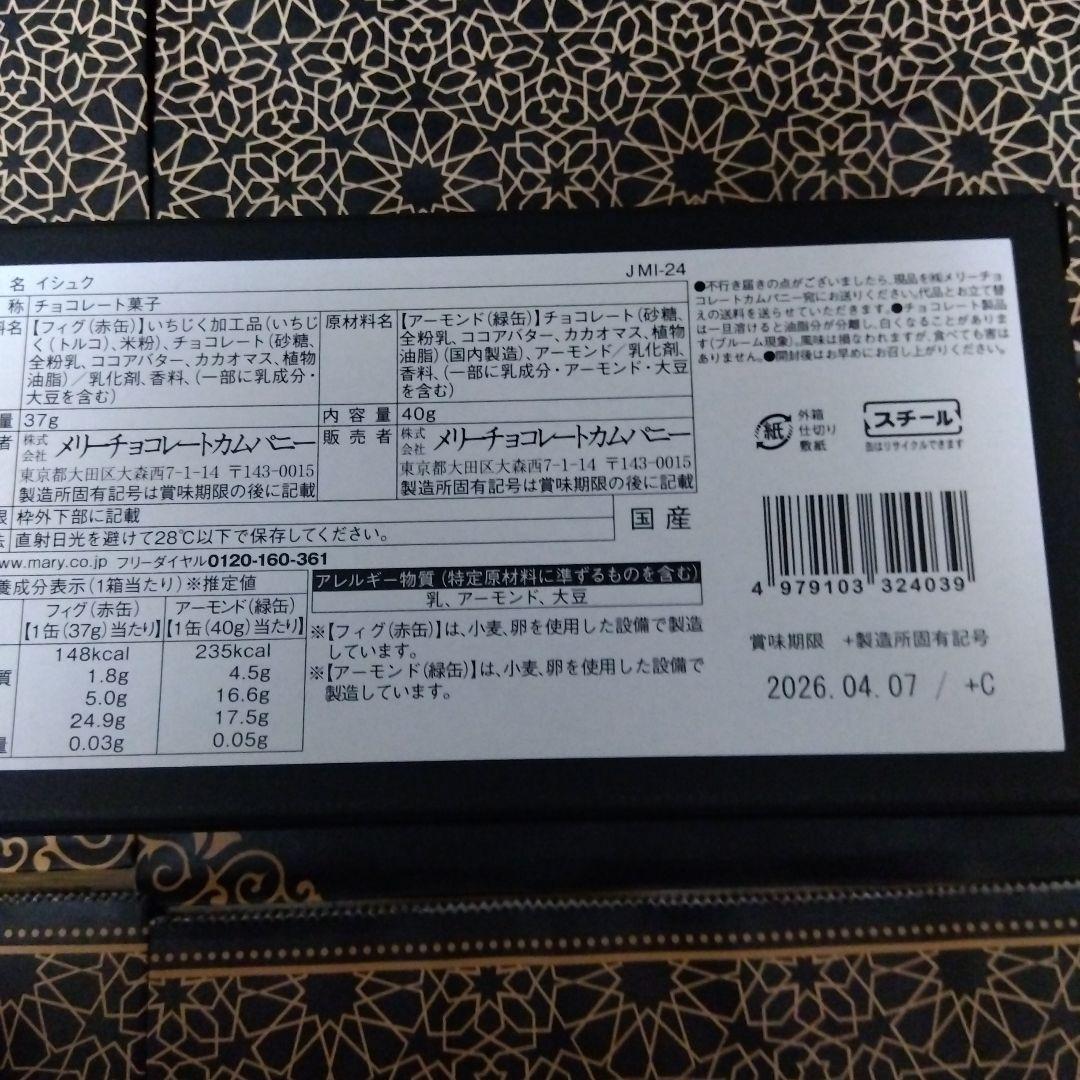 名 イシュク
JMI-24
称 チョコレート菓子
料名
【フィグ(赤缶)】いちじく加工品(いちじ
く(トルコ)、米粉)、チョコレート(砂糖、
全粉乳、ココアバター、カカオマス、植物
油脂)/乳化剤、香料、(一部に乳成分・
大豆を含む)
原材料名
【アーモンド(緑缶)】チョコレート(砂糖、
全粉乳、ココアバター、カカオマス、植物
油脂)(国内製造)、アーモンド/乳化剤、
香料、(一部に乳成分・アーモンド・大豆
を含む)
量 37g
内容量 40g
者 株式会社 メリーチョコレートカムパニー
東京都大田区大森西7-1-14 〒143-0015
製造所固有記号は賞味期限の後に記載
販売者 株式会社 メリーチョコレートカムパニー
東京都大田区大森西7-1-14 〒143-0015
製造所固有記号は賞味期限の後に記載
限 枠外下部に記載
法 直射日光を避けて28℃以下で保存してください。
国産
ww.mary.co.jp フリーダイヤル0120-160-361
養成分表示(1箱当たり)※推定値
フィグ(赤缶) アーモンド(緑缶)
【1缶(37g)当たり】 【1缶(40g)当たり】
148kcal 235kcal
質 1.8g 4.5g
5.0g 16.6g
24.9g 17.5g
量 0.03g 0.05g
アレルギー物質(特定原材料に準ずるものを含む)
乳、アーモンド、大豆
※【フィグ(赤缶)】は、小麦、卵を使用した設備で製造
しています。
※【アーモンド(緑缶)】は、小麦、卵を使用した設備で
製造しています。
●不行き届きの点がございましたら、現品を㈱メリーチョ
コレートカムパニー宛にお送りください。代品とお立て替
えの送料を送らせていただきます。●チョコレート製品
は一旦溶けると油脂分が分離し、白くなることがありま
す(ブルーム現象)。風味は損なわれますが、食べても害は
ありません。●開封後はお早めにお召し上がりください。
紙
外箱
仕切り
敷紙
スチール
缶はリサイクルできます
4 979103 324039
賞味期限 +製造所固有記号
2026.04.07 / +C